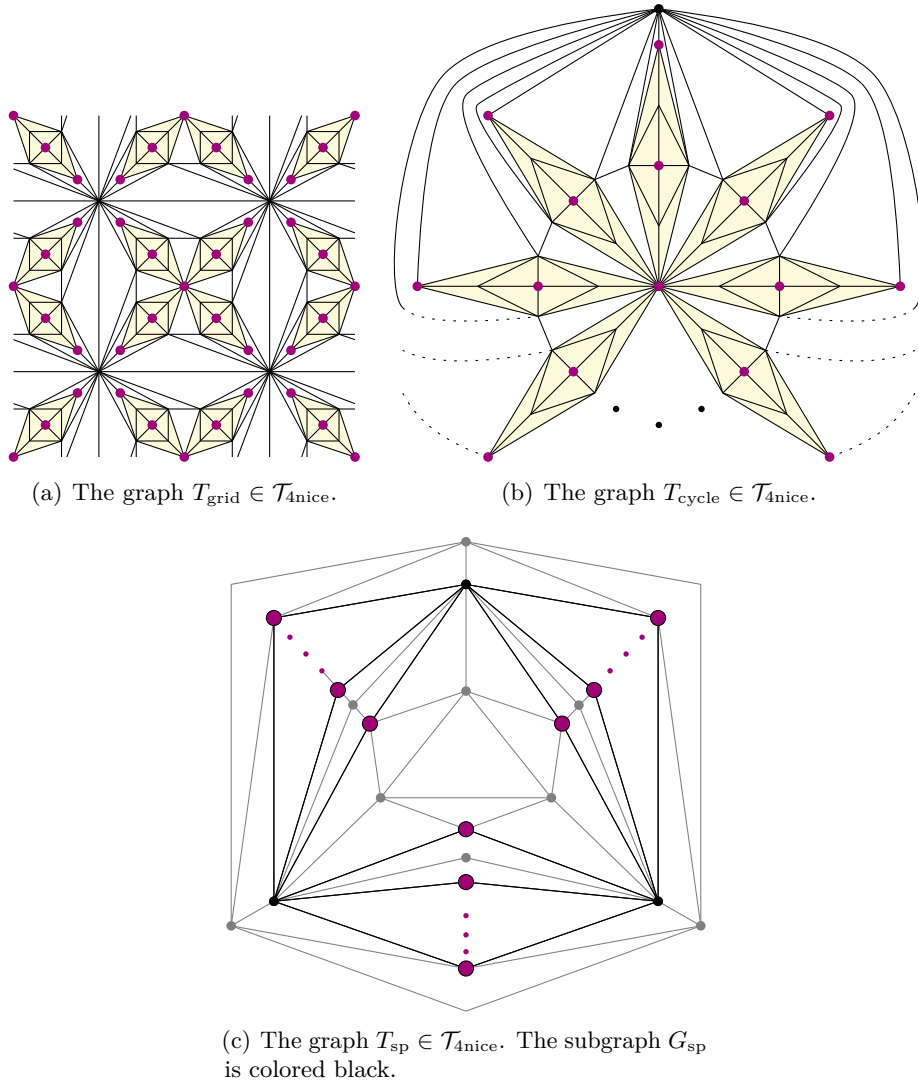 (a) The graph T_grid ∈ 𝒯_4nice.
(b) The graph T_cycle ∈ 𝒯_4nice.
(c) The graph T_sp ∈ 𝒯_4nice. The subgraph G_sp
is colored black.